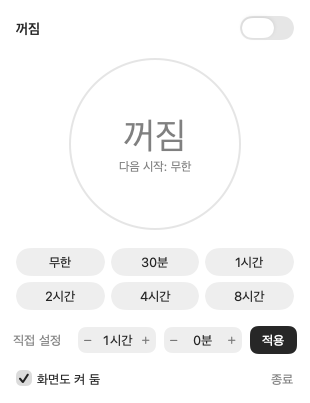 꺼짐
꺼짐
다음 시작: 무한
무한 30분 1시간
2시간 4시간 8시간
직접 설정 − 1시간 + − 0분 + 적용
화면도 켜 둠 종료